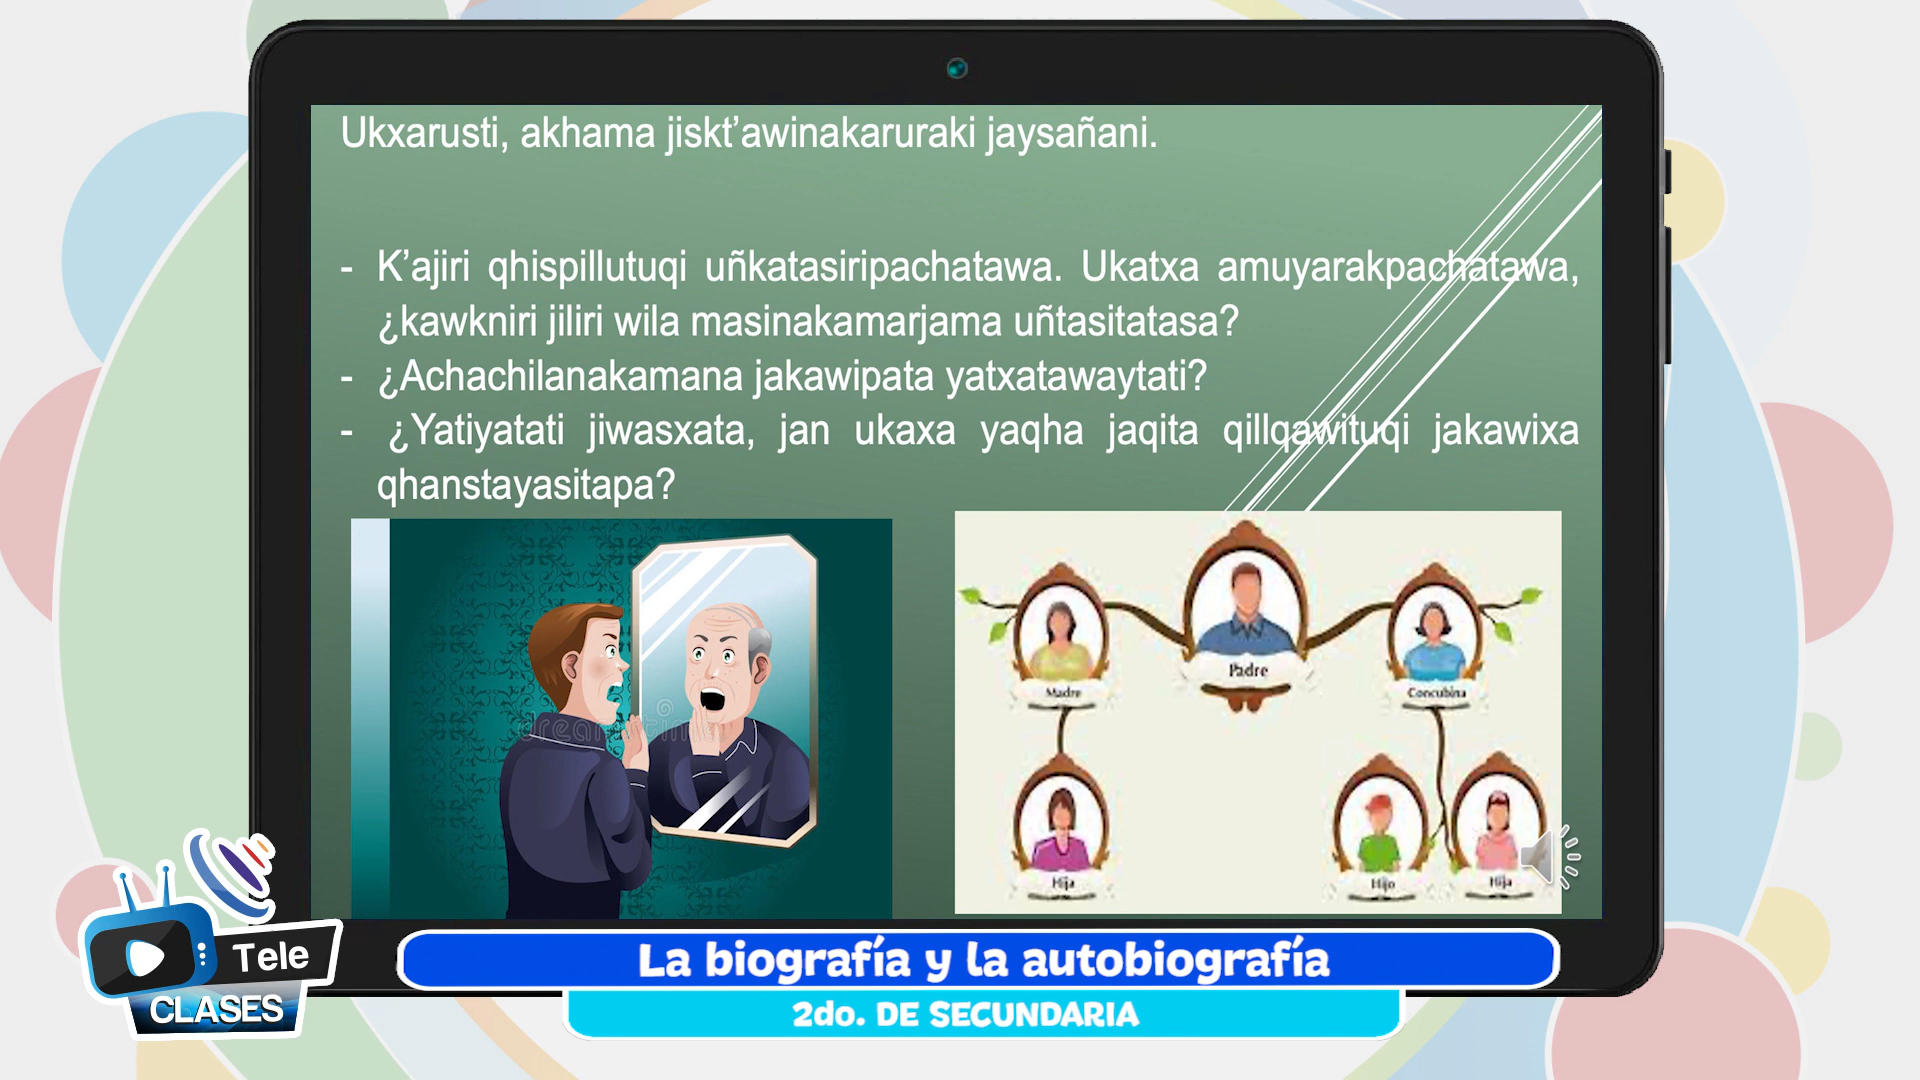 Ukxarusti, akhama jiskt’awinakaruraki jaysañani.
- K’ajiri qhispillutuqi uñkatasiripachatawa. Ukatxa amuyarakpachatawa,
¿kawkniri jiliri wila masinakamarjama uñtasitatasa?
- ¿Achachilanakamana jakawipata yatxatawaytati?
- ¿Yatiyatati jiwasxata, jan ukaxa yaqha jaqita qillqawituqi jakawixa
qhanstayasitapa?
dreamstime
Padre
Madre
Concubina
Hija
Hijo
Hija
Tele
CLASES
La biografía y la autobiografía
2do. DE SECUNDARIA